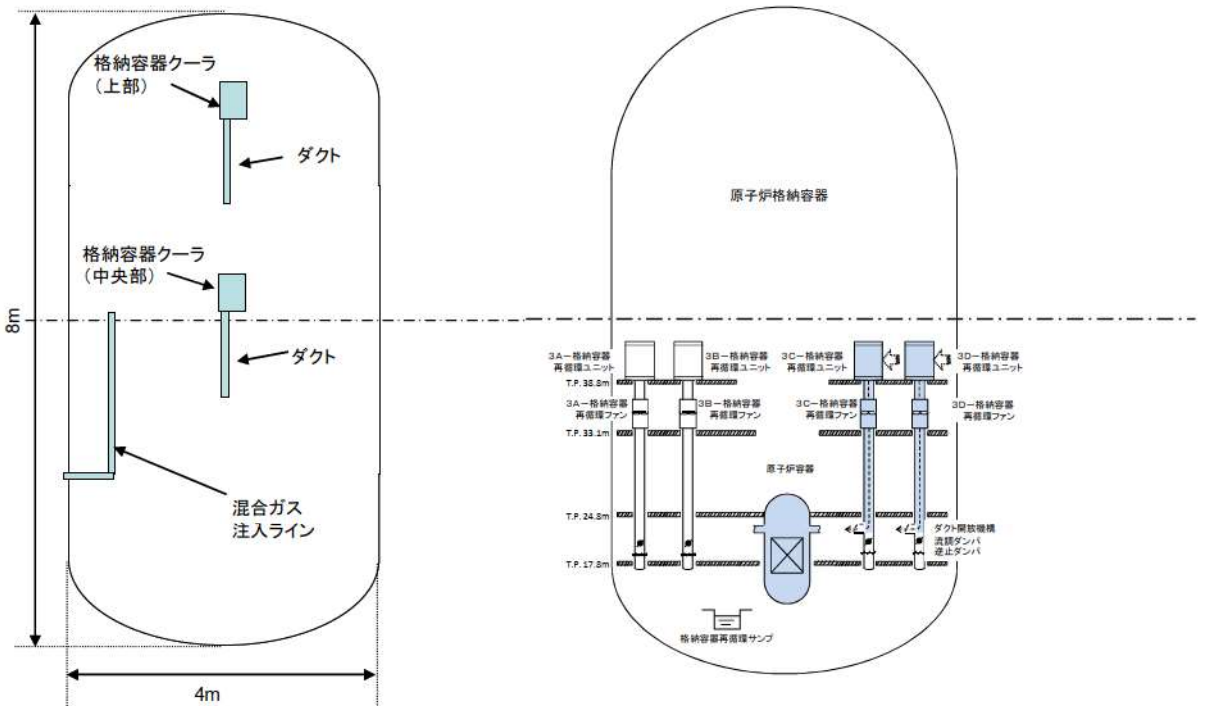 格納容器クーラ
(上部)
ダクト
格納容器クーラ
(中央部)
ダクト
8m
混合ガス
注入ライン
4m
原子炉格納容器
3A-格納容器
再循環ユニット
3B-格納容器
再循環ユニット
3C-格納容器
再循環ユニット
3D-格納容器
再循環ユニット
T.P. 38.8m
3A-格納容器
再循環ファン
3B-格納容器
再循環ファン
3C-格納容器
再循環ファン
3D-格納容器
再循環ファン
T.P. 33.1m
原子炉容器
T.P. 24.8m
ダクト開放機構
流調ダンパ
逆止ダンパ
T.P. 17.8m
格納容器再循環サンプ